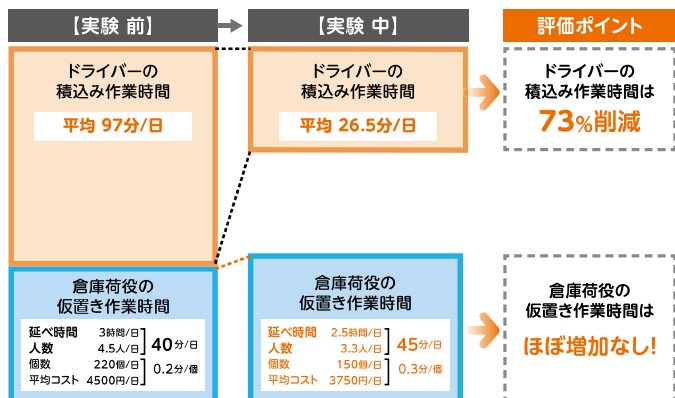 【実験 前】
ドライバーの
積込み作業時間
平均 97分/日
倉庫荷役の
仮置き作業時間
延べ時間 3時間/日
人数 4.5人/日
40分/日
個数 220個/日
平均コスト 4500円/日
0.2分/個
【実験 中】
ドライバーの
積込み作業時間
平均 26.5分/日
倉庫荷役の
仮置き作業時間
延べ時間 2.5時間/日
人数 3.3人/日
45分/日
個数 150個/日
平均コスト 3750円/日
0.3分/個
評価ポイント
ドライバーの
積込み作業時間は
73%削減
倉庫荷役の
仮置き作業時間は
ほぼ増加なし!